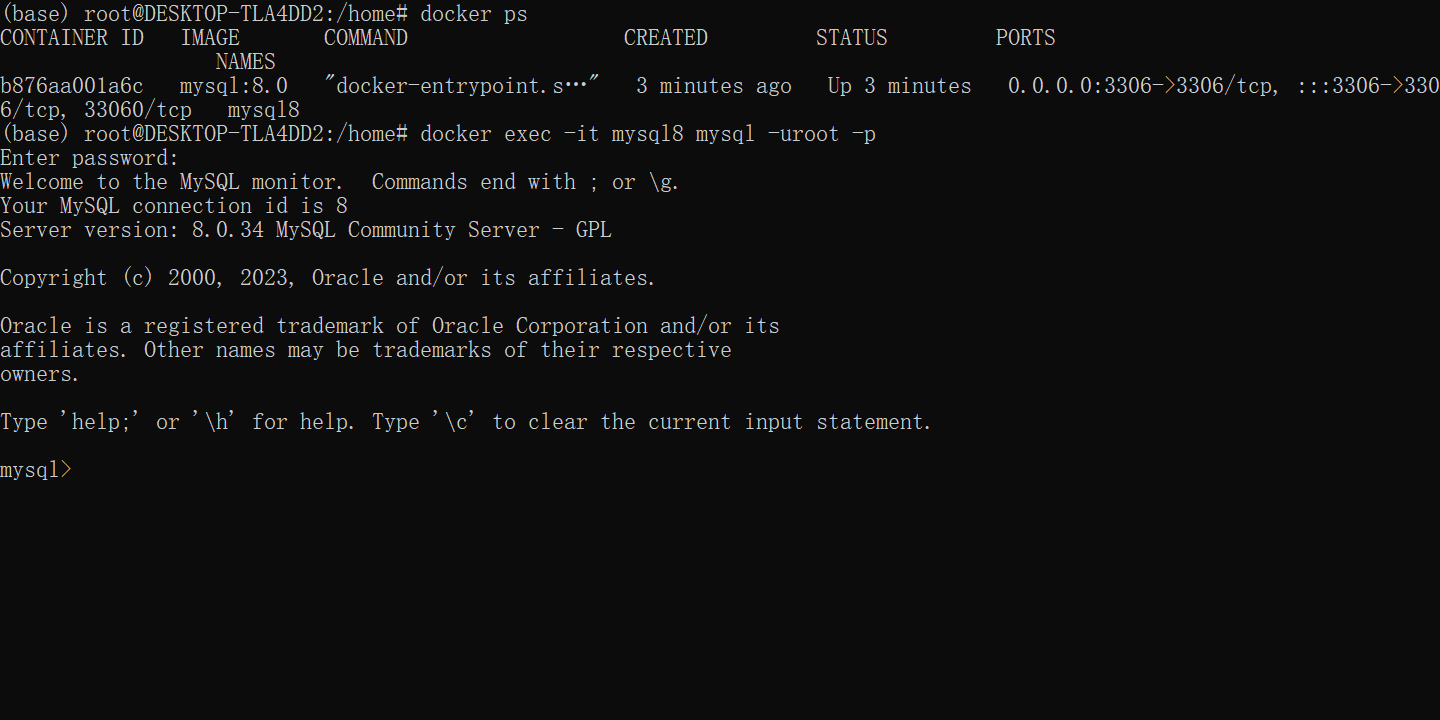 (base) root@DESKTOP-TLA4DD2:/home# docker ps
CONTAINER ID   IMAGE       COMMAND                  CREATED         STATUS         PORTS
                  NAMES
b876aa001a6c   mysql:8.0   "docker-entrypoint.s…"   3 minutes ago   Up 3 minutes   0.0.0.0:3306->3306/tcp, :::3306->330
6/tcp, 33060/tcp   mysql8
(base) root@DESKTOP-TLA4DD2:/home# docker exec -it mysql8 mysql -uroot -p
Enter password:
Welcome to the MySQL monitor.  Commands end with ; or \g.
Your MySQL connection id is 8
Server version: 8.0.34 MySQL Community Server - GPL

Copyright (c) 2000, 2023, Oracle and/or its affiliates.

Oracle is a registered trademark of Oracle Corporation and/or its
affiliates. Other names may be trademarks of their respective
owners.

Type 'help;' or '\h' for help. Type '\c' to clear the current input statement.

mysql>